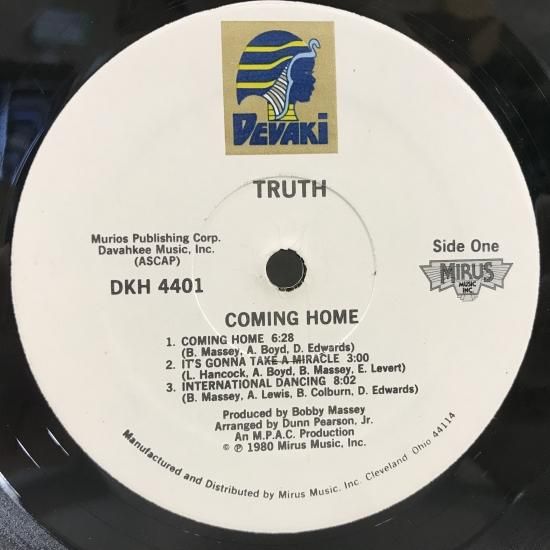 DEVAKI
TRUTH
Murios Publishing Corp.
Davahkee Music, Inc.
(ASCAP)
DKH 4401
Side One
MIRUS
MUSIC
INC.
COMING HOME
1. COMING HOME 6:28
(B. Massey, A. Boyd, D. Edwards)
2. IT'S GONNA TAKE A MIRACLE 3:00
(L. Hancock, A. Boyd, B. Massey, E. Levert)
3. INTERNATIONAL DANCING 8:02
(B. Massey, A. Lewis, B. Colburn, D. Edwards)
Produced by Bobby Massey
Arranged by Dunn Pearson, Jr.
An M.P.A.C. Production
© ℗ 1980 Mirus Music, Inc.
Manufactured and Distributed by Mirus Music, Inc. Cleveland, Ohio 44114